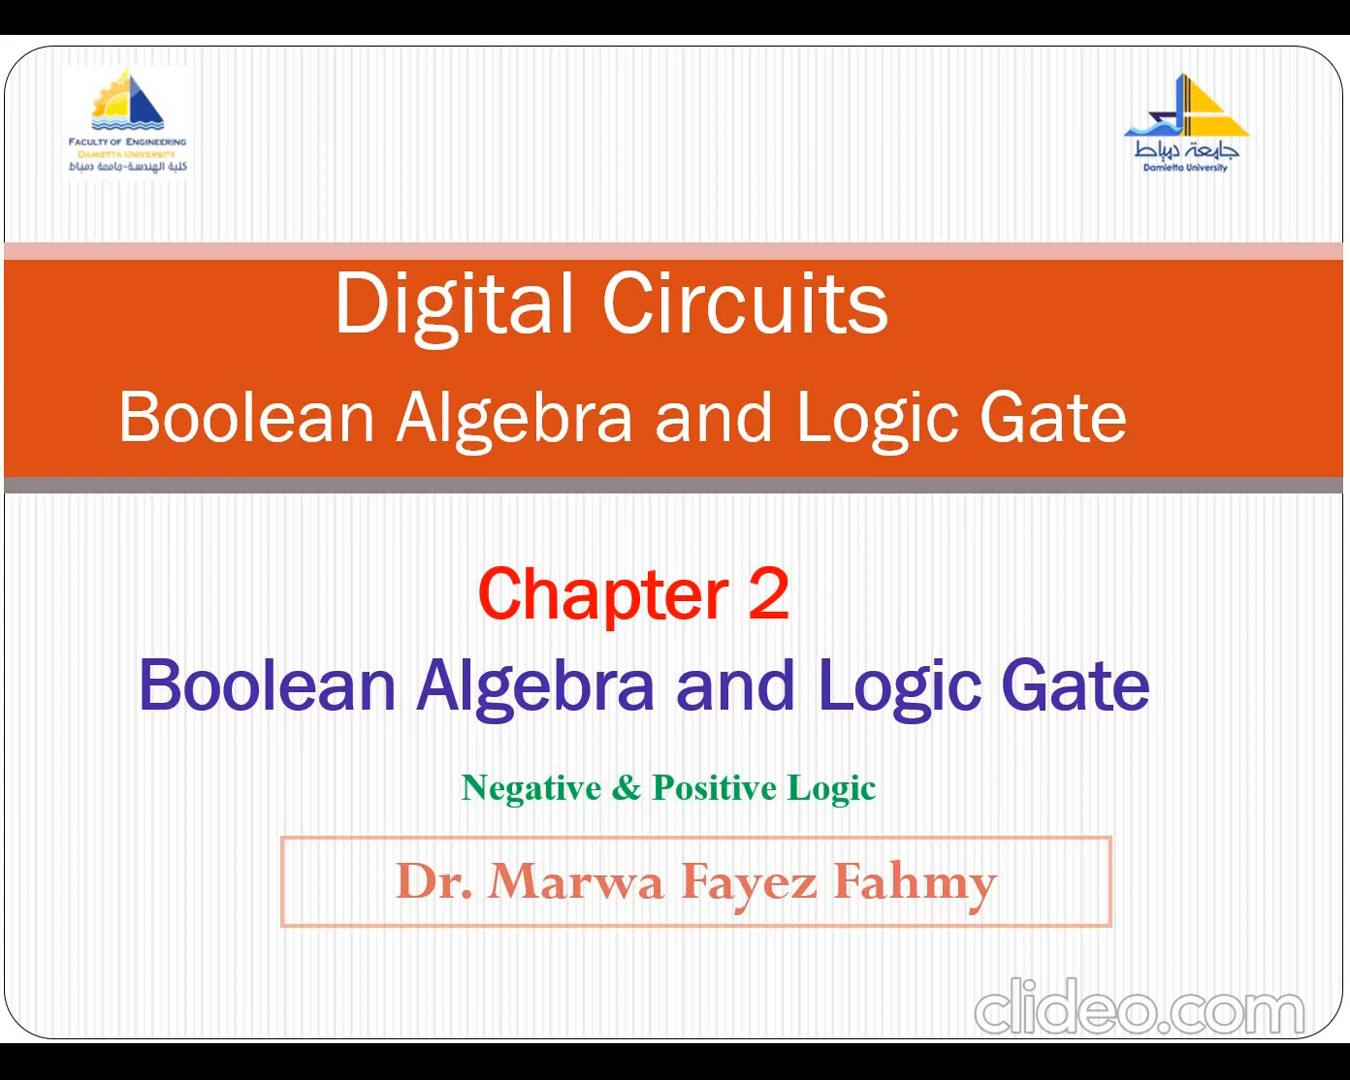 FACULTY OF ENGINEERING
DAMIETTA UNIVERSITY
كلية الهندسة-جامعة دمياط
جامعة دمياط
Damietta University
Digital Circuits
Boolean Algebra and Logic Gate
Chapter 2
Boolean Algebra and Logic Gate
Negative & Positive Logic
Dr. Marwa Fayez Fahmy
clideo.com